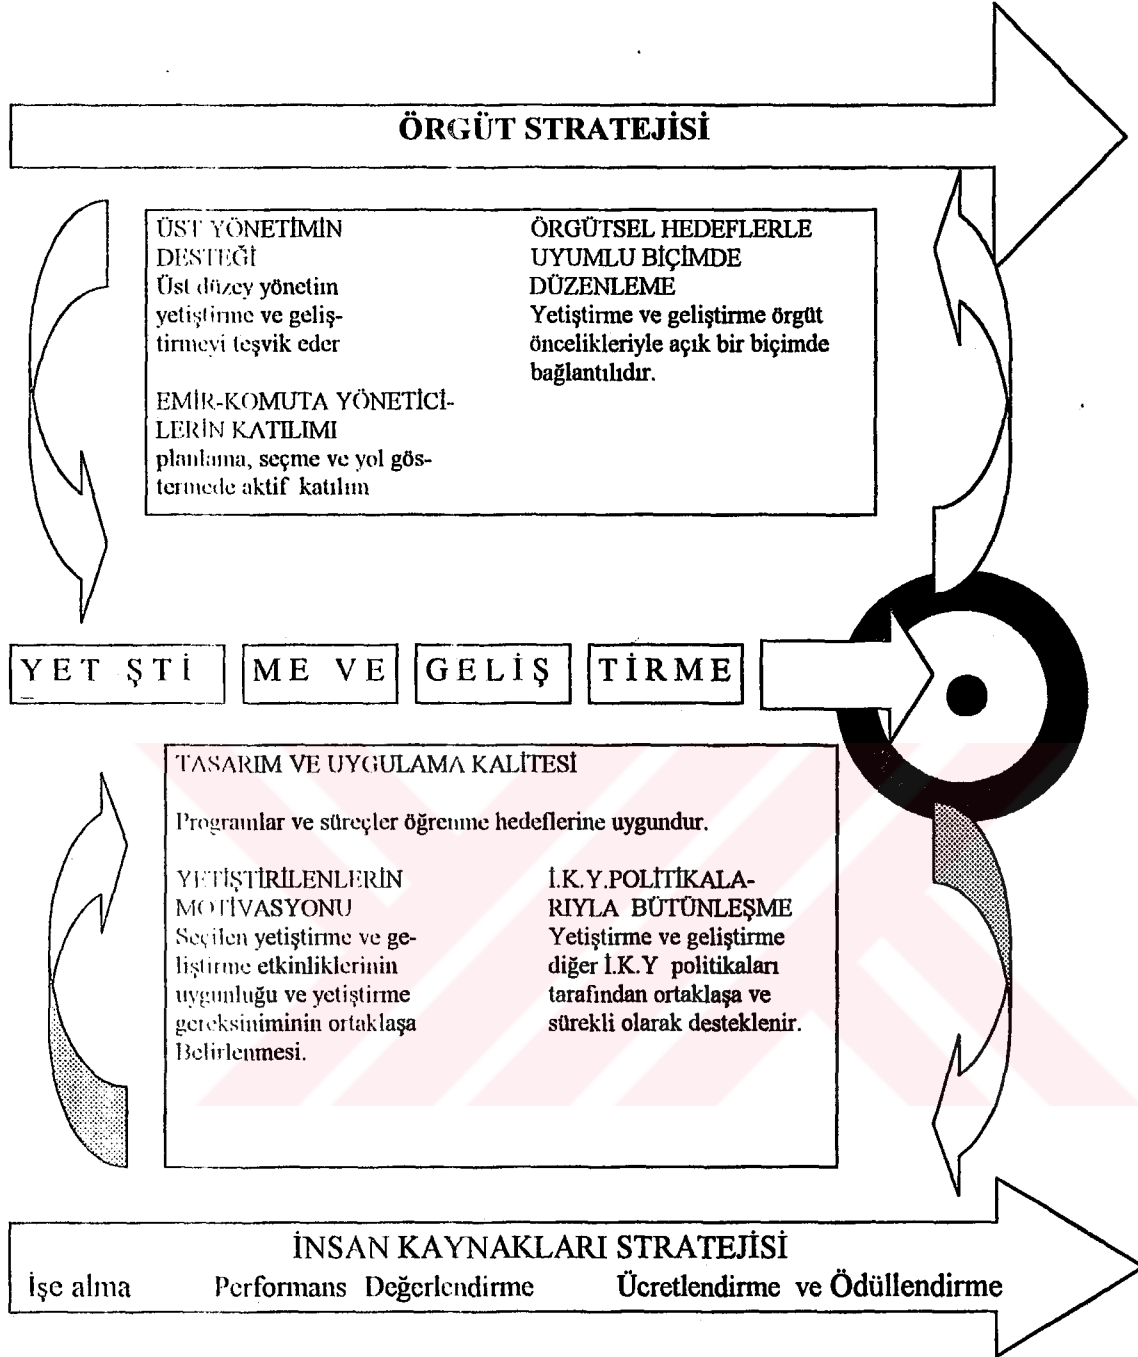 ÖRGÜT STRATEJİSİ
ÜST YÖNETİMİN
DESTEĞİ
Üst düzey yönetim
yetiştirme ve geliş-
tirmeyi teşvik eder
EMİR-KOMUTA YÖNETİCİ-
LERİN KATILIMI
planlama, seçme ve yol gös-
termede aktif katılım
ÖRGÜTSEL HEDEFLERLE
UYUMLU BİÇİMDE
DÜZENLEME
Yetiştirme ve geliştirme örgüt
öncelikleriyle açık bir biçimde
bağlantılıdır.
YET ŞTİ ME VE GELİŞ TİRME
TASARIM VE UYGULAMA KALİTESİ
Programlar ve süreçler öğrenme hedeflerine uygundur.
YETİŞTİRİLENLERİN
MOTİVASYONU
Seçilen yetiştirme ve ge-
liştirme etkinliklerinin
uygunluğu ve yetiştirme
gereksiniminin ortaklaşa
Belirlenmesi.
İ.K.Y.POLİTİKALA-
RIYLA BÜTÜNLEŞME
Yetiştirme ve geliştirme
diğer İ.K.Y politikaları
tarafından ortaklaşa ve
sürekli olarak desteklenir.
İNSAN KAYNAKLARI STRATEJİSİ
İşe alma Performans Değerlendirme Ücretlendirme ve Ödüllendirme